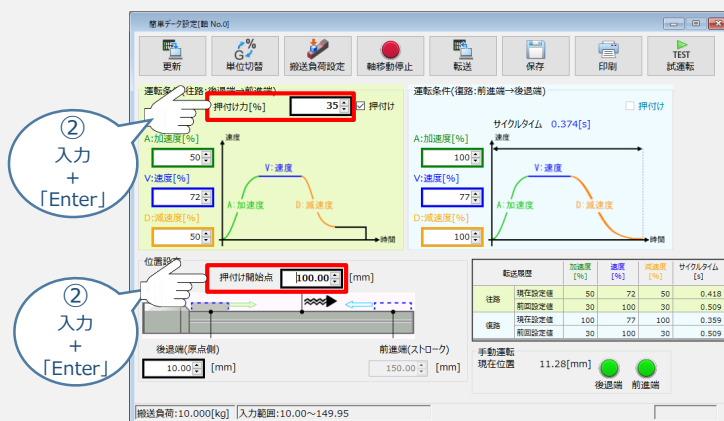 簡単データ設定[軸 No.0]
更新
単位切替
搬送負荷設定
軸移動停止
転送
保存
印刷
TEST
試運転
運転条件(往路:後退端→前進端)
押付け力[%]
35
押付け
A:加速度[%]
50
V:速度[%]
72
D:減速度[%]
50
速度
V:速度
A:加速度
D:減速度
時間
運転条件(復路:前進端→後退端)
押付け
サイクルタイム 0.374[s]
A:加速度[%]
100
V:速度[%]
77
D:減速度[%]
100
速度
V:速度
A:加速度
D:減速度
時間
②
入力
+
「Enter」
位置設定
押付け開始点
100.00
[mm]
②
入力
+
「Enter」
後退端(原点側)
10.00
[mm]
前進端(ストローク)
150.00
[mm]
転送履歴 加速度[%] 速度[%] 減速度[%] サイクルタイム[s]
往路 現在設定値 50 72 50 0.418
前回設定値 30 100 30 0.509
復路 現在設定値 100 77 100 0.359
前回設定値 30 100 30 0.509
手動運転
現在位置 11.28[mm]
後退端 前進端
搬送負荷:10.000[kg] 入力範囲:10.00～149.95